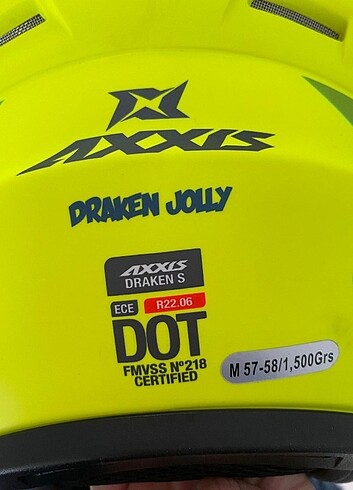 AXXIS
DRAKEN JOLLY
AXXIS
DRAKEN S
ECE R22.06
DOT
FMVSS Nº218
CERTIFIED
M 57-58/1,500Grs